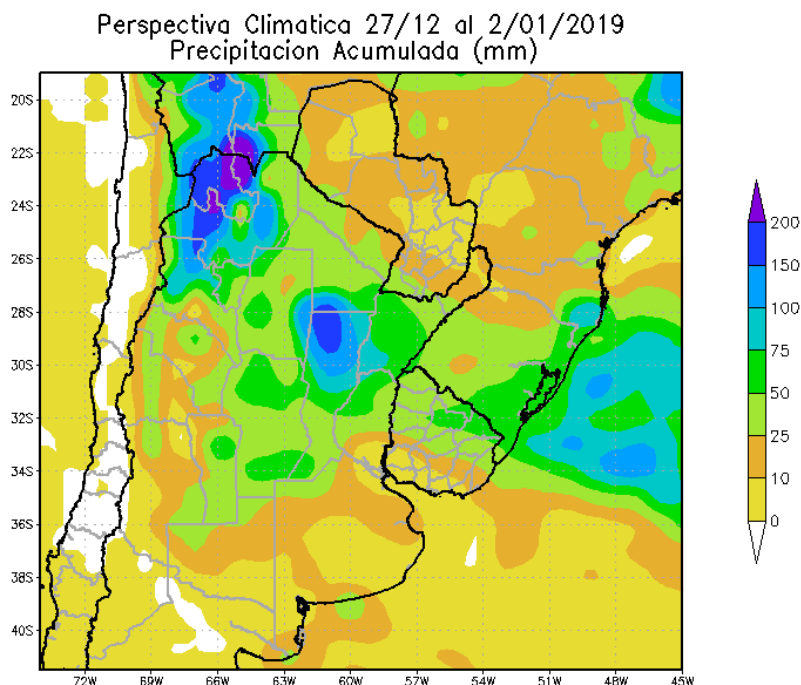 Perspectiva Climatica 27/12 al 2/01/2019
Precipitacion Acumulada (mm)
20S
22S
24S
26S
28S
30S
32S
34S
36S
38S
40S
72W
69W
66W
63W
60W
57W
54W
51W
48W
45W
200
150
100
75
50
25
10
0